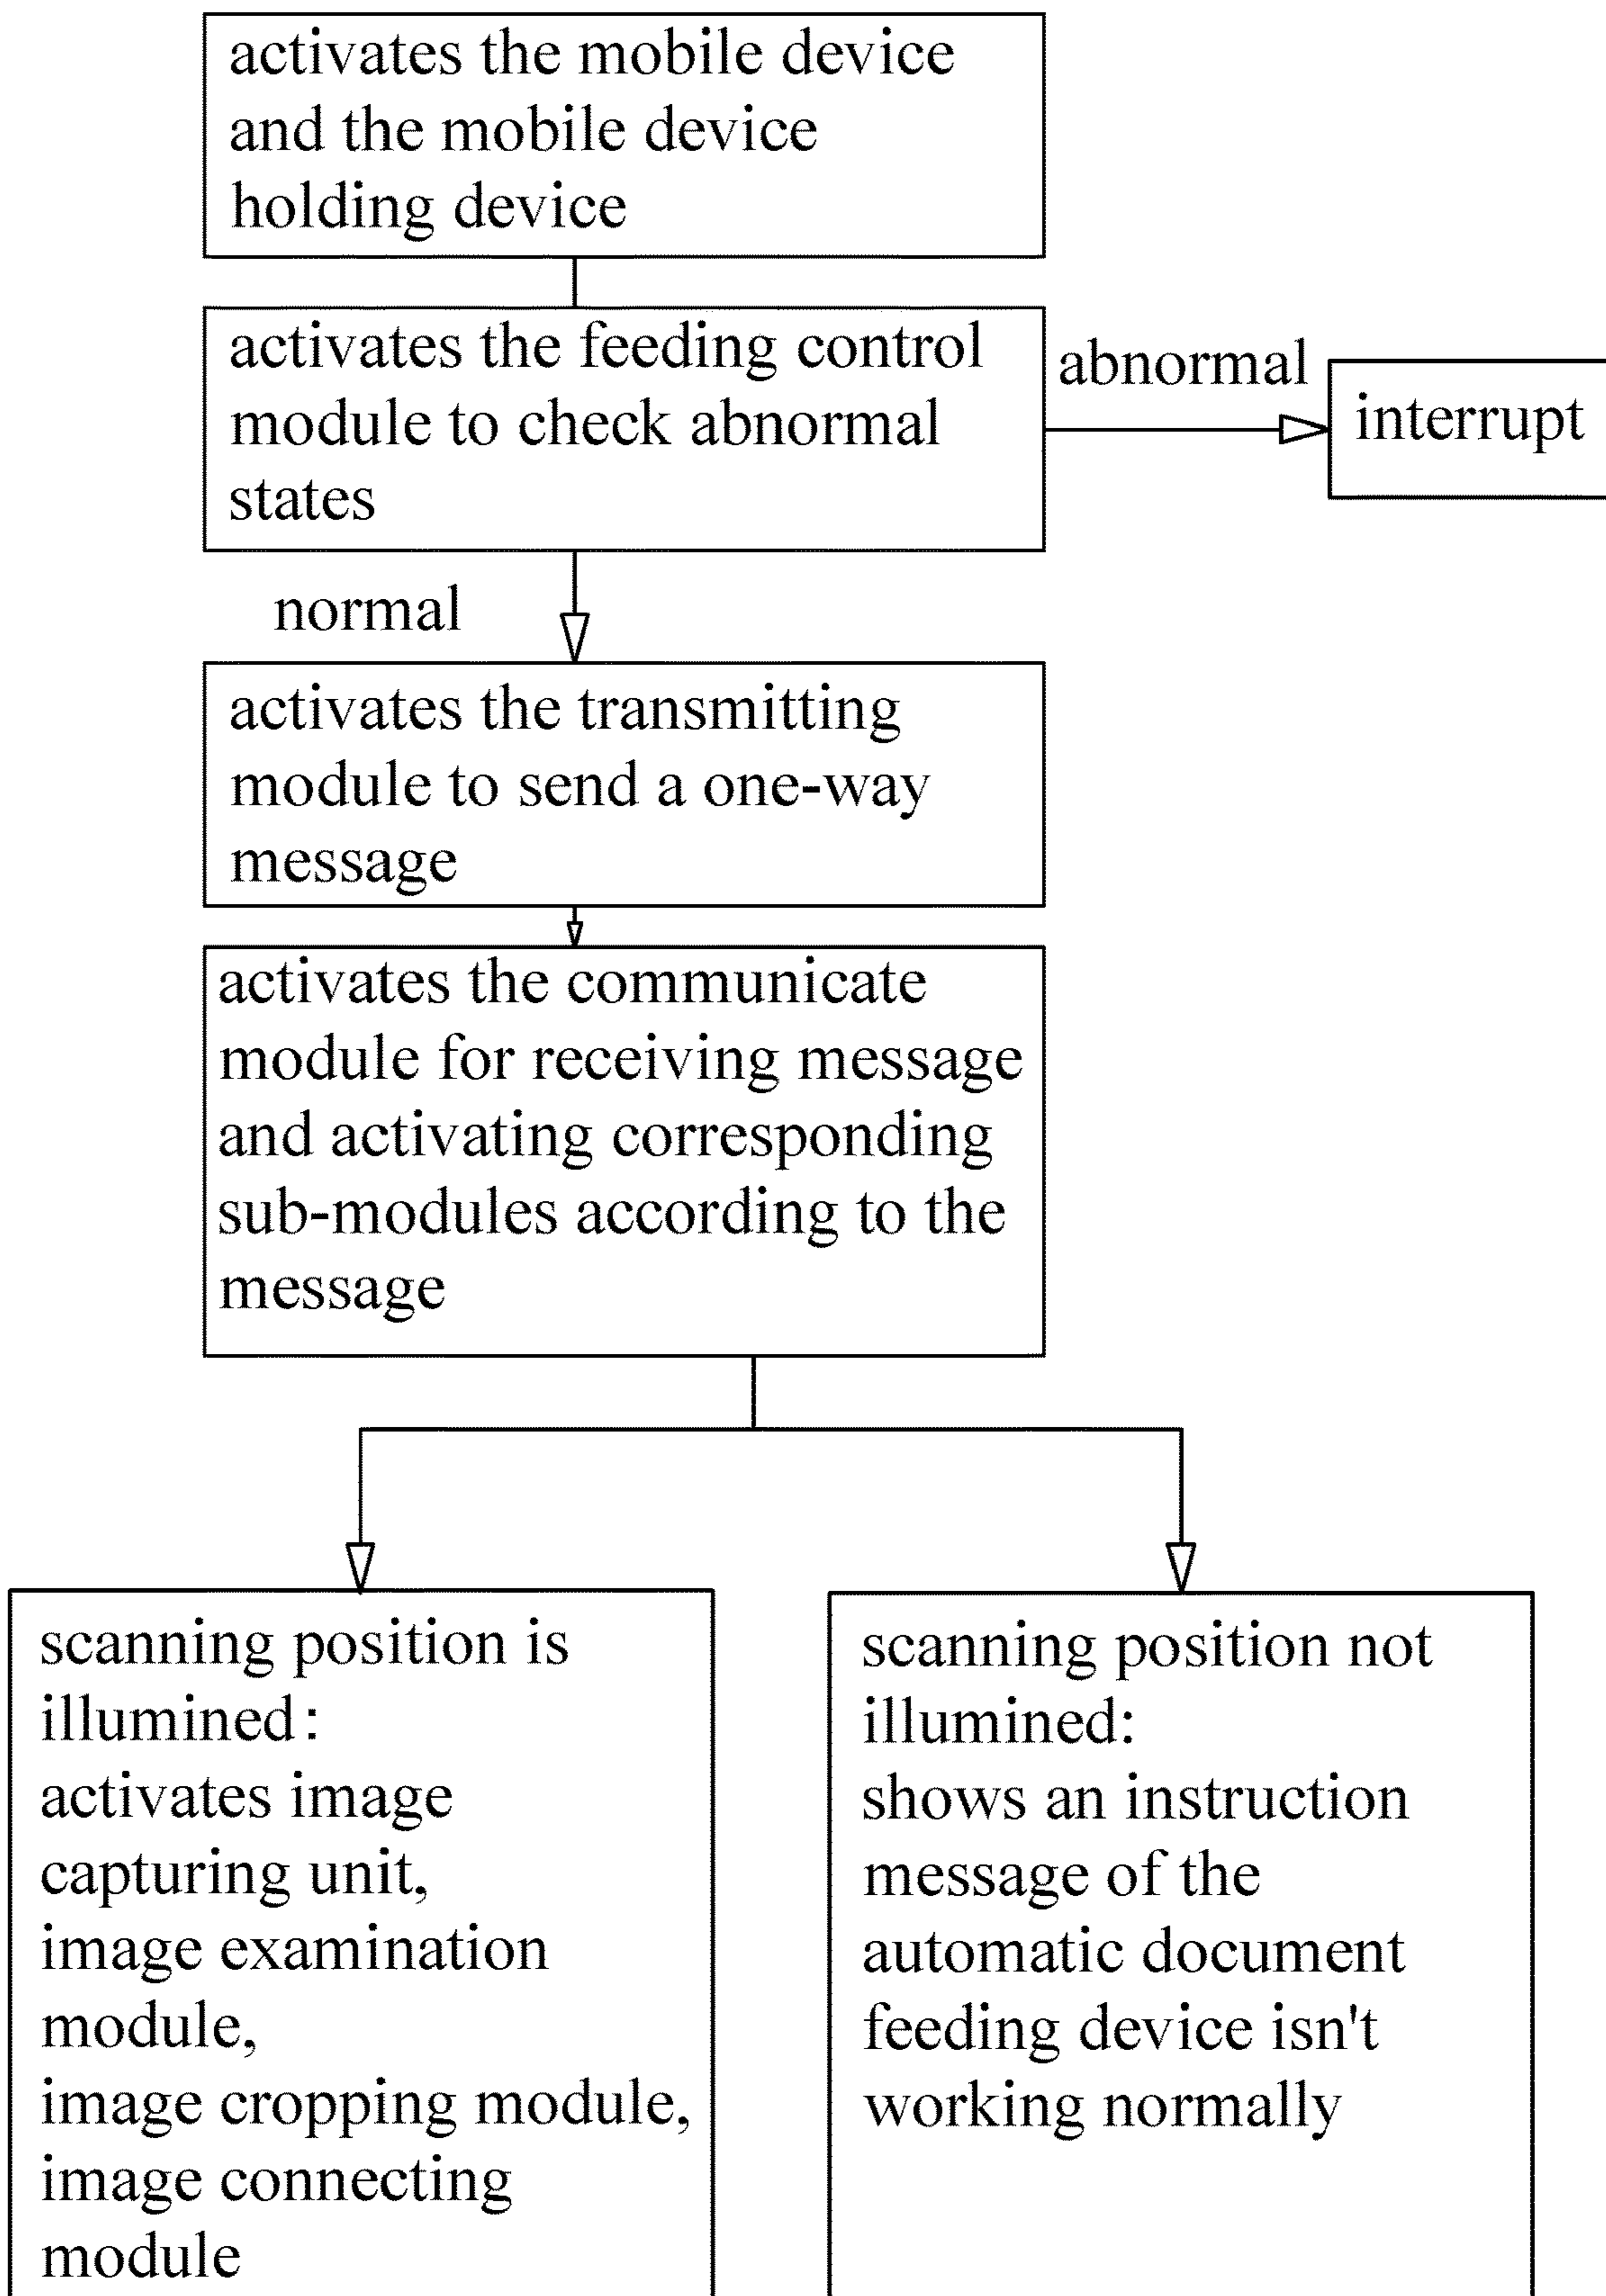 activates the mobile device
and the mobile device
holding device
activates the feeding control
module to check abnormal
states
abnormal
interrupt
normal
activates the transmitting
module to send a one-way
message
activates the communicate
module for receiving message
and activating corresponding
sub-modules according to the
message
scanning position is
illumined:
activates image
capturing unit,
image examination
module,
image cropping module,
image connecting
module
scanning position not
illumined:
shows an instruction
message of the
automatic document
feeding device isn't
working normally